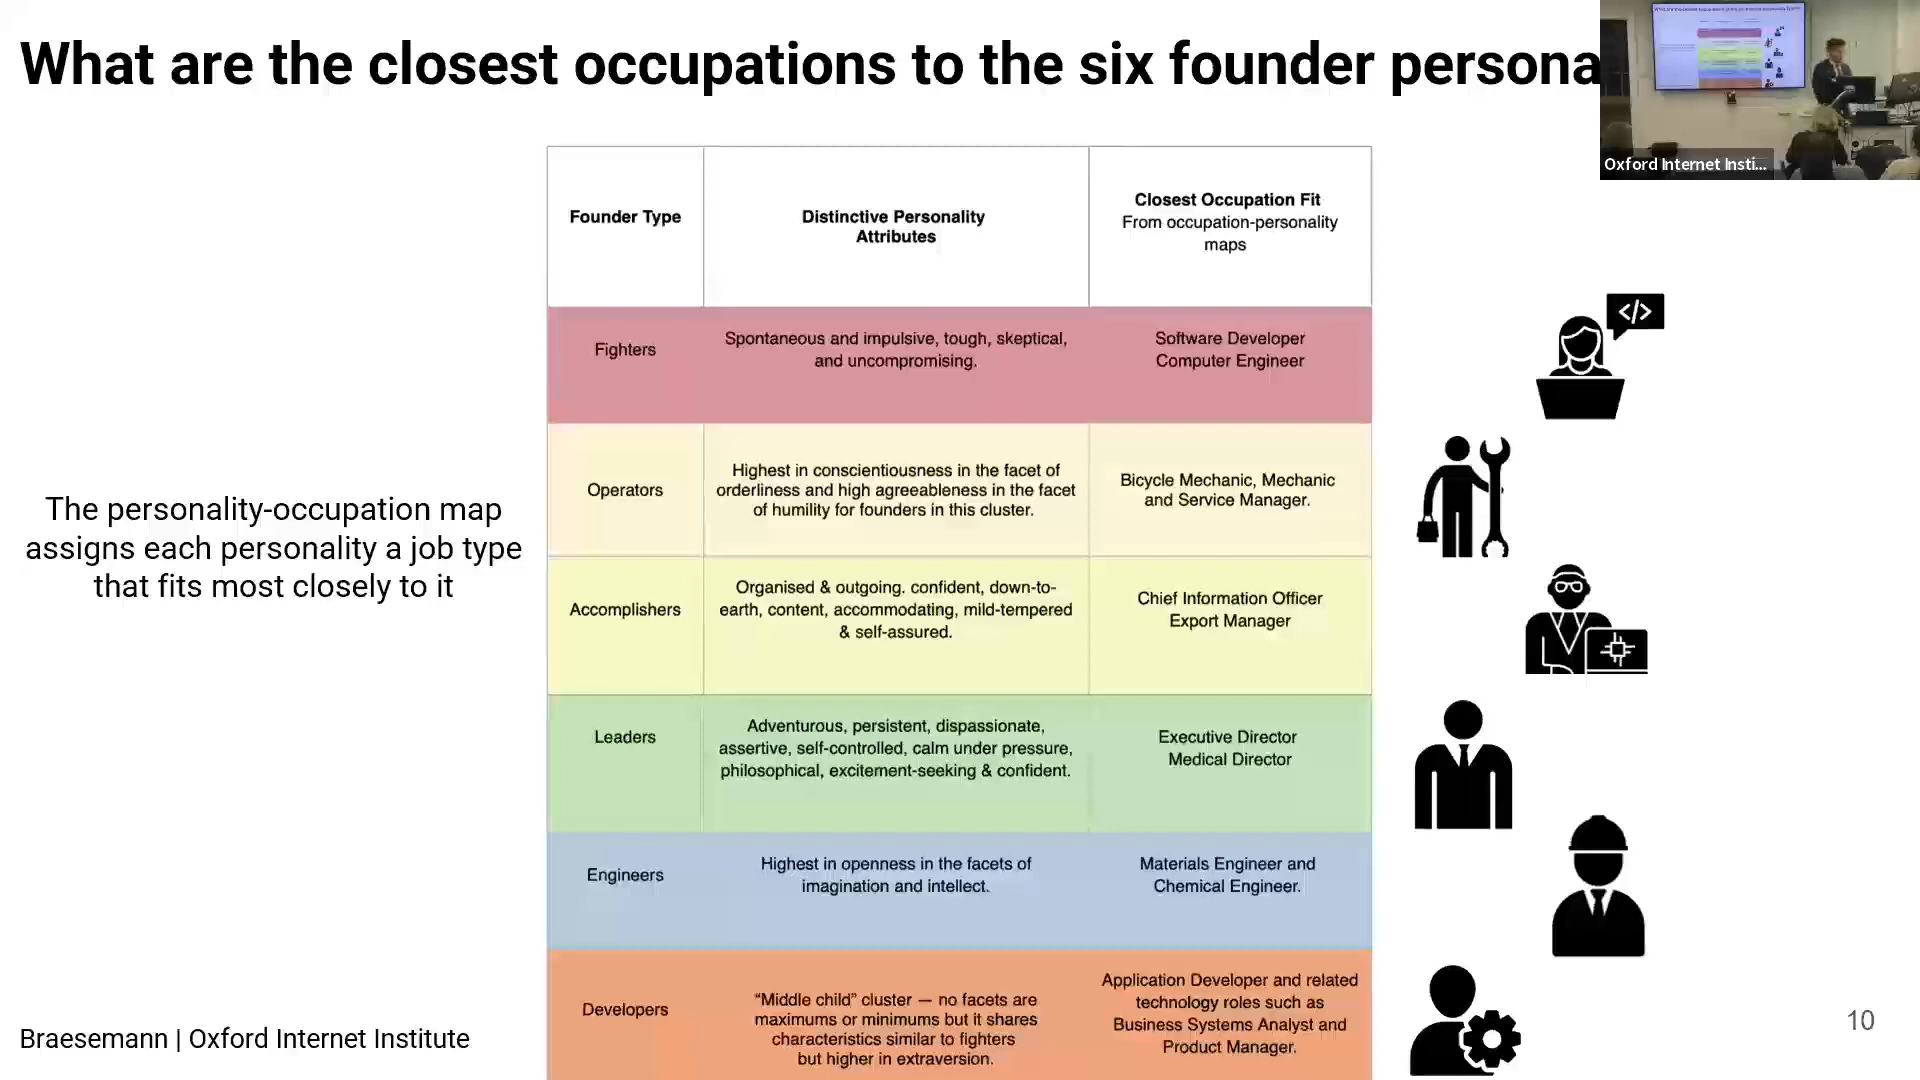 What are the closest occupations to the six founder persona
Oxford Internet Insti...
Founder Type
Distinctive Personality
Attributes
Closest Occupation Fit
From occupation-personality
maps
Fighters
Spontaneous and impulsive, tough, skeptical,
and uncompromising.
Software Developer
Computer Engineer
</>
Operators
Highest in conscientiousness in the facet of
orderliness and high agreeableness in the facet
of humility for founders in this cluster.
Bicycle Mechanic, Mechanic
and Service Manager.
The personality-occupation map
assigns each personality a job type
that fits most closely to it
Accomplishers
Organised & outgoing. confident, down-to-
earth, content, accommodating, mild-tempered
& self-assured.
Chief Information Officer
Export Manager
Leaders
Adventurous, persistent, dispassionate,
assertive, self-controlled, calm under pressure,
philosophical, excitement-seeking & confident.
Executive Director
Medical Director
Engineers
Highest in openness in the facets of
imagination and intellect.
Materials Engineer and
Chemical Engineer.
Developers
“Middle child” cluster — no facets are
maximums or minimums but it shares
characteristics similar to fighters
but higher in extraversion.
Application Developer and related
technology roles such as
Business Systems Analyst and
Product Manager.
Braesemann | Oxford Internet Institute
10